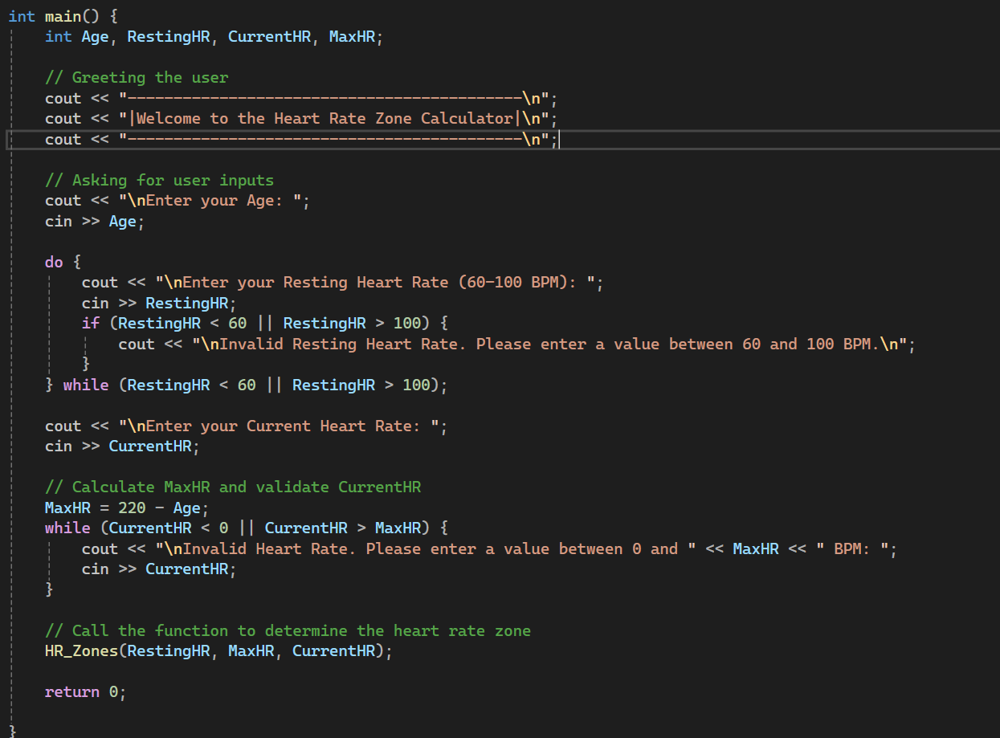 int main() {
    int Age, RestingHR, CurrentHR, MaxHR;

    // Greeting the user
    cout << "-------------------------------------------\n";
    cout << "|Welcome to the Heart Rate Zone Calculator|\n";
    cout << "-------------------------------------------\n";

    // Asking for user inputs
    cout << "\nEnter your Age: ";
    cin >> Age;

    do {
        cout << "\nEnter your Resting Heart Rate (60-100 BPM): ";
        cin >> RestingHR;
        if (RestingHR < 60 || RestingHR > 100) {
            cout << "\nInvalid Resting Heart Rate. Please enter a value between 60 and 100 BPM.\n";
        }
    } while (RestingHR < 60 || RestingHR > 100);

    cout << "\nEnter your Current Heart Rate: ";
    cin >> CurrentHR;

    // Calculate MaxHR and validate CurrentHR
    MaxHR = 220 - Age;
    while (CurrentHR < 0 || CurrentHR > MaxHR) {
        cout << "\nInvalid Heart Rate. Please enter a value between 0 and " << MaxHR << " BPM: ";
        cin >> CurrentHR;
    }

    // Call the function to determine the heart rate zone
    HR_Zones(RestingHR, MaxHR, CurrentHR);

    return 0;

}